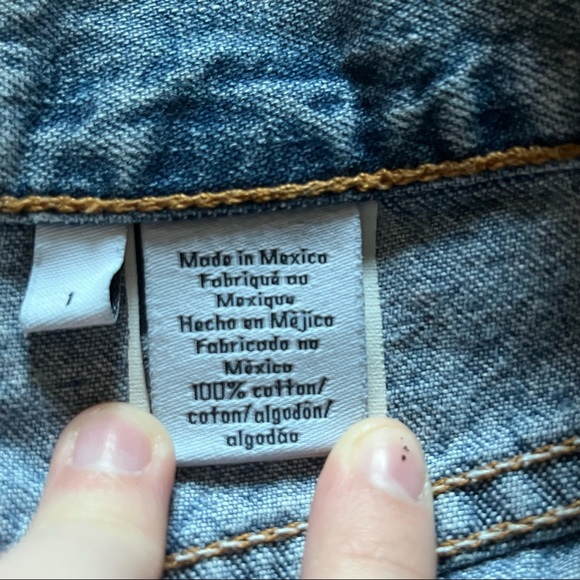 1
Made in Mexico
Fabriqué au
Mexique
Hecho en Méjico
Fabricado no
México
100% cotton/
coton/algodón/
algodão